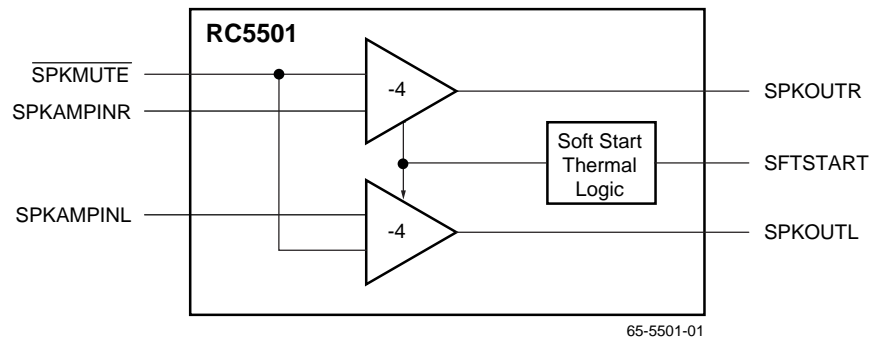 RC5501
SPKMUTE
-4
SPKOUTR
SPKAMPINR
Soft Start
Thermal
Logic
SFTSTART
SPKAMPINL
-4
SPKOUTL
65-5501-01